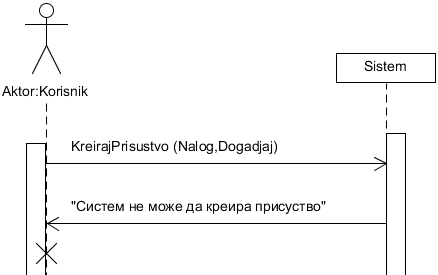 Sistem
Aktor:Korisnik
KreirajPrisustvo (Nalog,Dogadjaj)
"Систем не може да креира присуство"